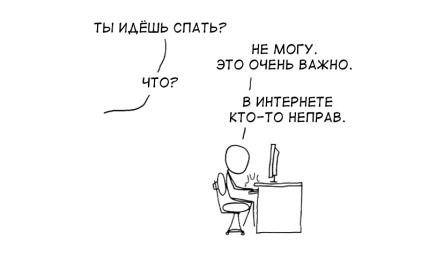 ТЫ ИДЁШЬ СПАТЬ?
НЕ МОГУ.
ЭТО ОЧЕНЬ ВАЖНО.
ЧТО?
В ИНТЕРНЕТЕ
КТО-ТО НЕПРАВ.